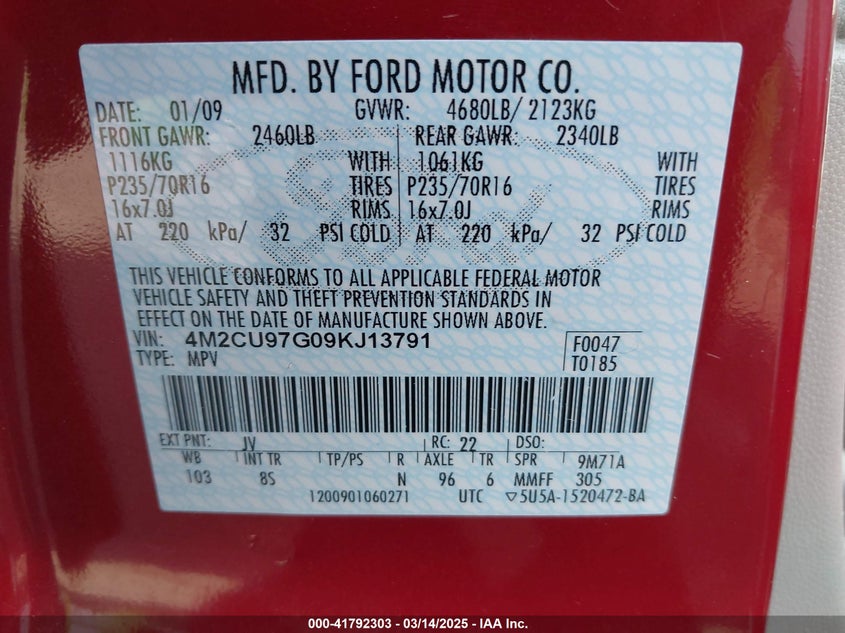 MFD. BY FORD MOTOR CO.
DATE: 01/09 GVWR: 4680LB/ 2123KG
FRONT GAWR: 2460LB REAR GAWR: 2340LB
1116KG WITH 1061KG WITH
P235/70R16 TIRES P235/70R16 TIRES
16x7.0J RIMS 16x7.0J RIMS
AT 220 kPa/ 32 PSI COLD AT 220 kPa/ 32 PSI COLD
THIS VEHICLE CONFORMS TO ALL APPLICABLE FEDERAL MOTOR
VEHICLE SAFETY AND THEFT PREVENTION STANDARDS IN
EFFECT ON THE DATE OF MANUFACTURE SHOWN ABOVE.
VIN: 4M2CU97G09KJ13791 F0047
TYPE: MPV T0185
EXT PNT: JV RC: 22 DSO:
WB INT TR TP/PS R AXLE TR SPR 9M71A
103 8S N 96 6 MMFF 305
1200901060271 UTC ▽5U5A-1520472-BA
000-41792303 - 03/14/2025 - IAA Inc.